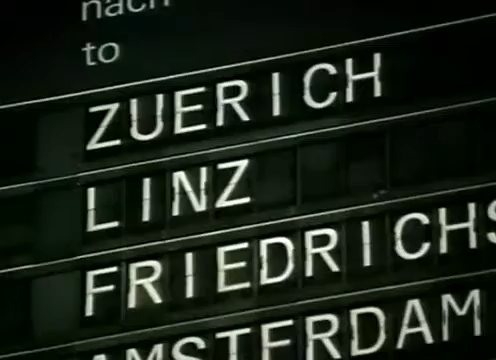 nach
to
ZUERICH
LINZ
FRIEDRICHS
AMSTERDAM